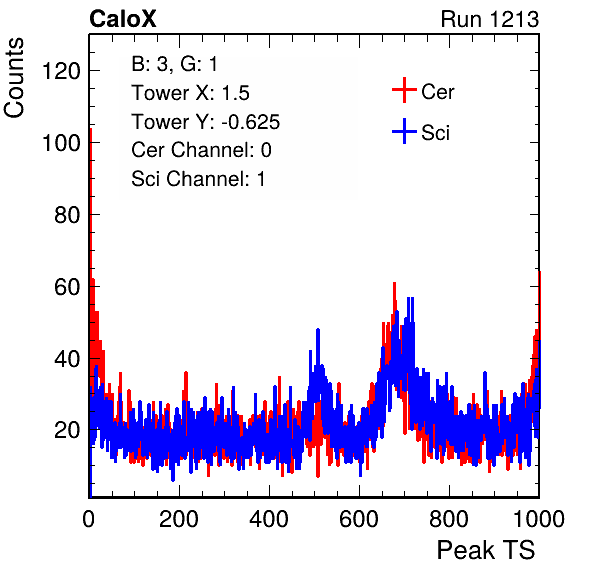 CaloX Run 1213
Counts
B: 3, G: 1
Tower X: 1.5
Tower Y: -0.625
Cer Channel: 0
Sci Channel: 1
Cer
Sci
120
100
80
60
40
20
0 200 400 600 800 1000
Peak TS